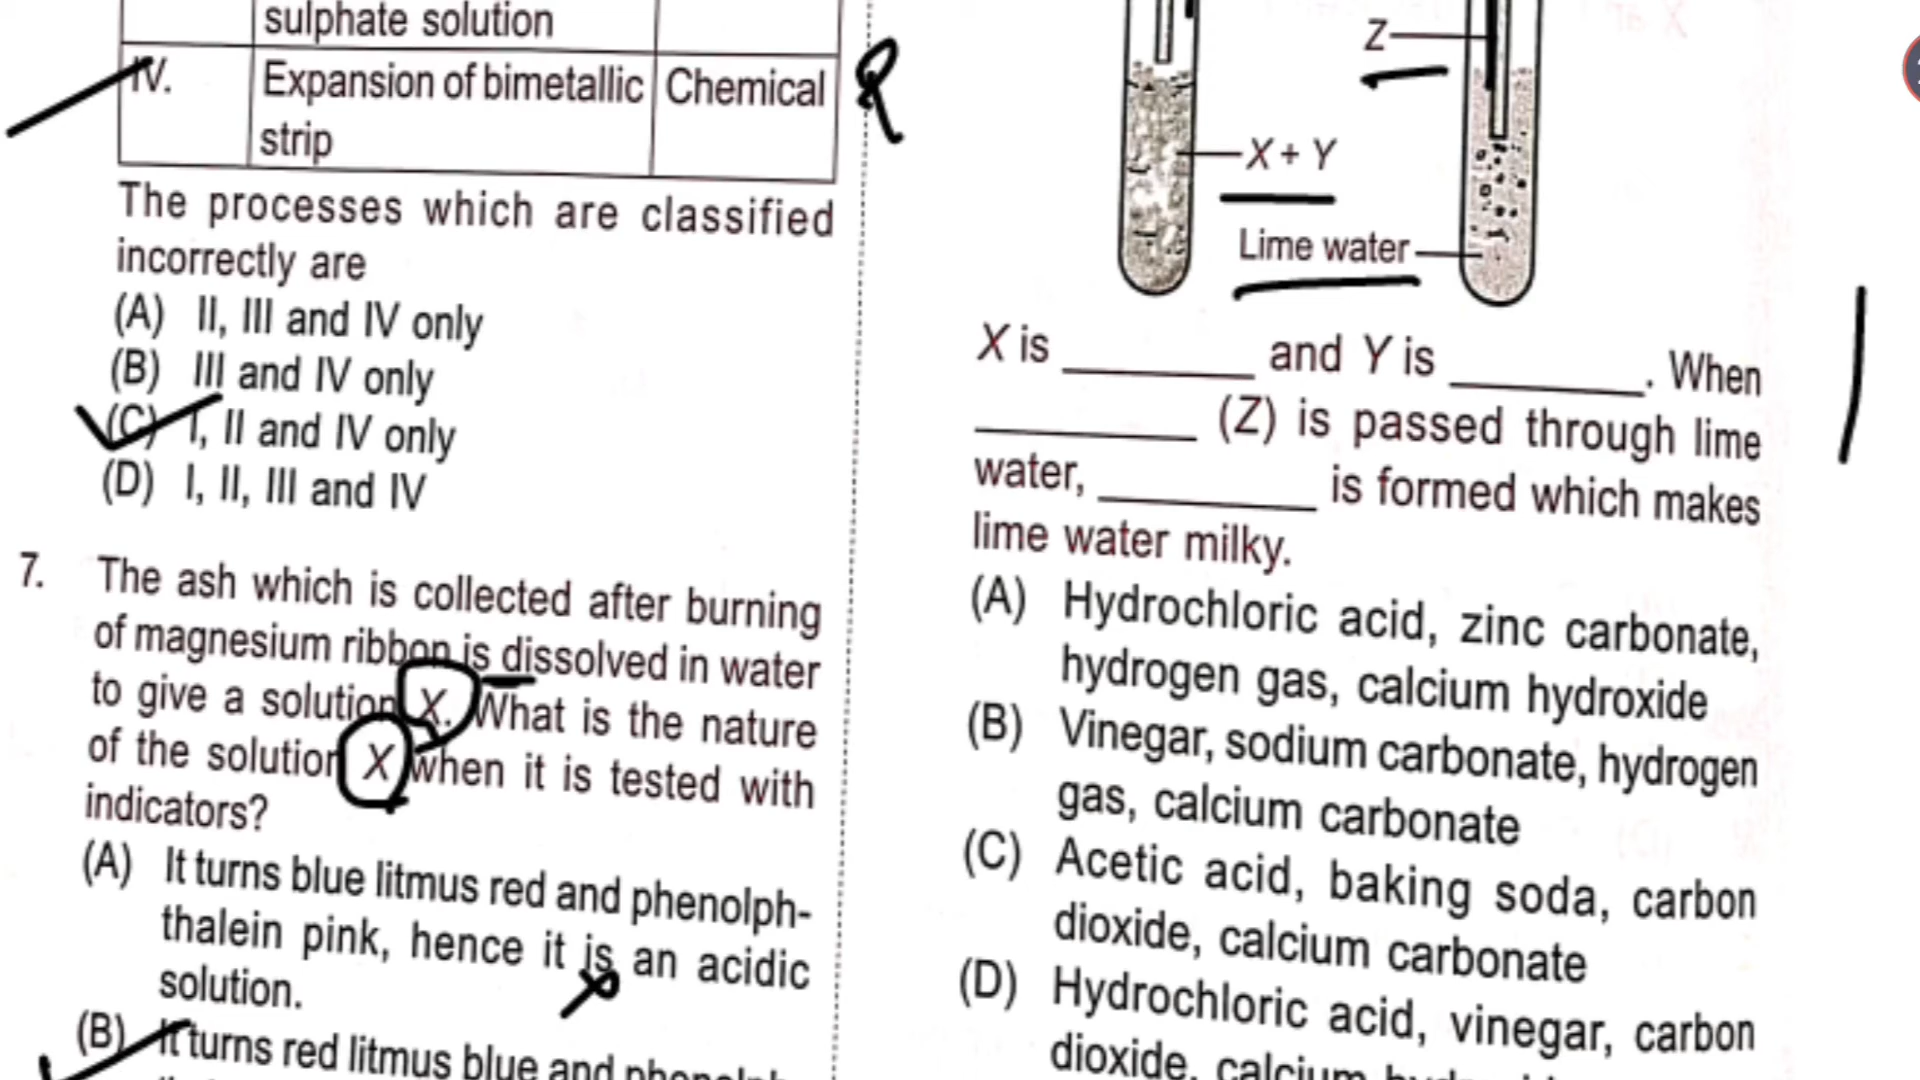 sulphate solution
IV. Expansion of bimetallic Chemical
strip
The processes which are classified
incorrectly are
(A) II, III and IV only
(B) III and IV only
(C) I, II and IV only
(D) I, II, III and IV
7. The ash which is collected after burning
of magnesium ribbon is dissolved in water
to give a solution X. What is the nature
of the solution X when it is tested with
indicators?
(A) It turns blue litmus red and phenolph-
thalein pink, hence it is an acidic
solution.
(B) It turns red litmus blue and phenolph-
Z
X + Y
Lime water
X is ________ and Y is ________. When
________ (Z) is passed through lime
water, ________ is formed which makes
lime water milky.
(A) Hydrochloric acid, zinc carbonate,
hydrogen gas, calcium hydroxide
(B) Vinegar, sodium carbonate, hydrogen
gas, calcium carbonate
(C) Acetic acid, baking soda, carbon
dioxide, calcium carbonate
(D) Hydrochloric acid, vinegar, carbon
dioxide, calcium